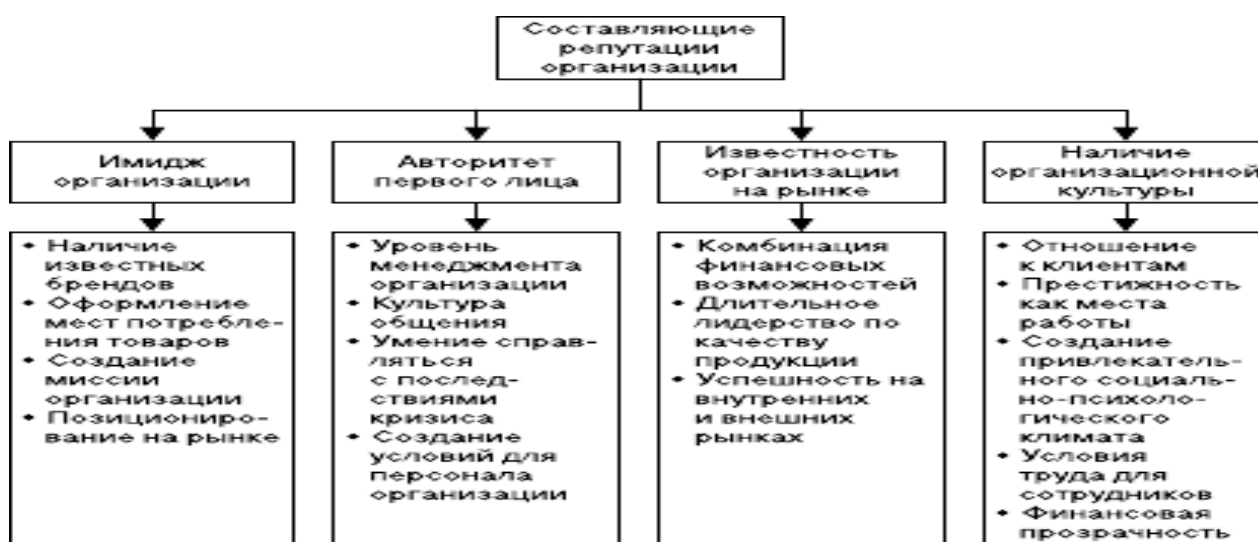 Составляющие
репутации
организации
Имидж
организации
Авторитет
первого лица
Известность
организации
на рынке
Наличие
организационной
культуры
• Наличие
известных
брендов
• Оформление
мест потребле-
ния товаров
• Создание
миссии
организации
• Позициониро-
вание на рынке
• Уровень
менеджмента
организации
• Культура
общения
• Умение справ-
ляться
с послед-
ствиями
кризиса
• Создание
условий для
персонала
организации
• Комбинация
финансовых
возможностей
• Длительное
лидерство по
качеству
продукции
• Успешность на
внутренних
и внешних
рынках
• Отношение
к клиентам
• Престижность
как места
работы
• Создание
привлекатель-
ного социаль-
но-психоло-
гического
климата
• Условия
труда для
сотрудников
• Финансовая
прозрачность